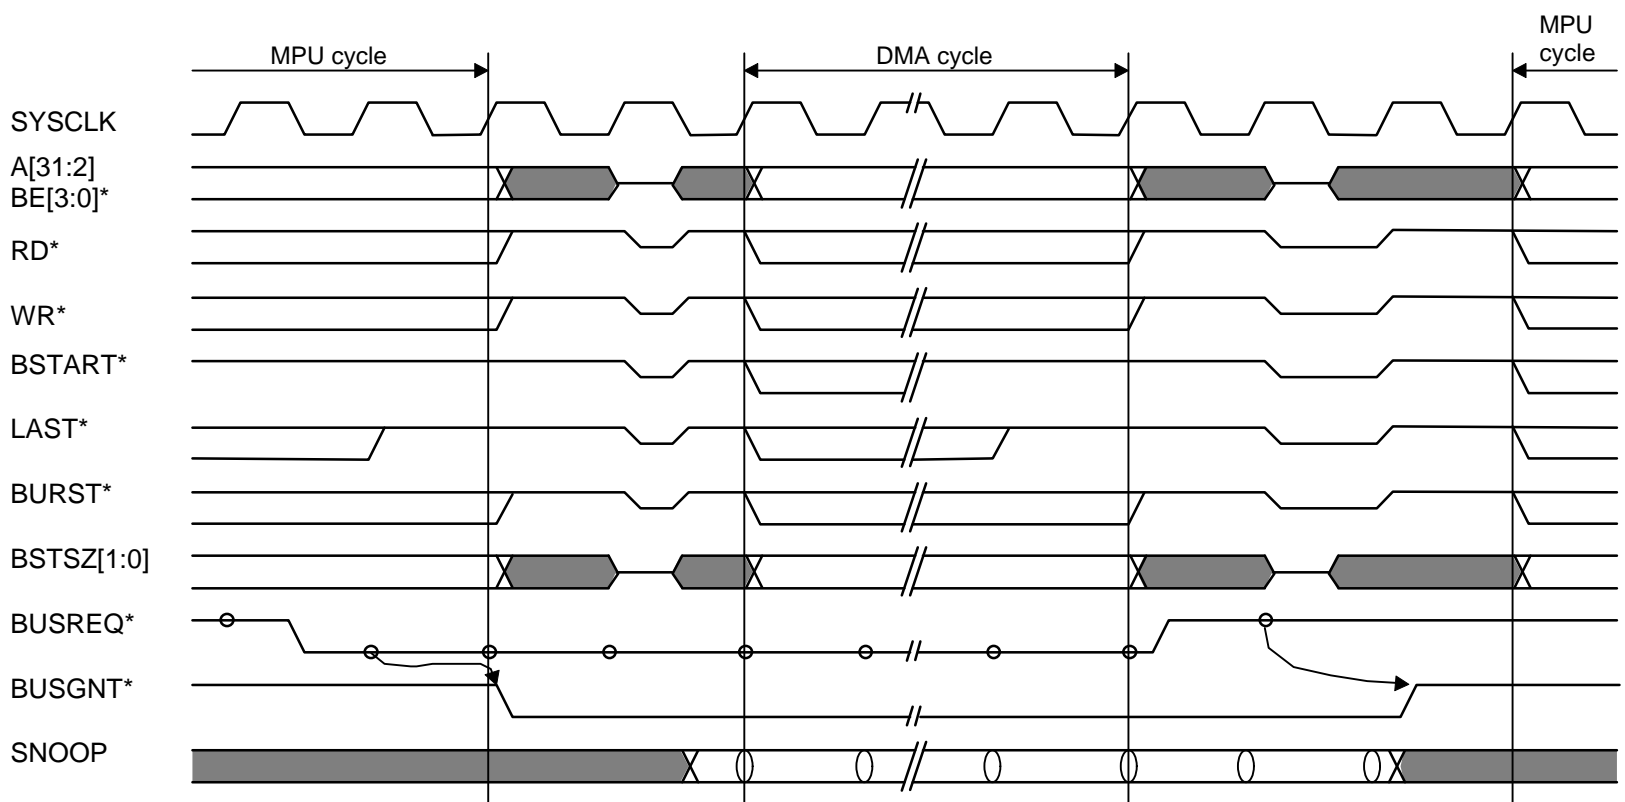 MPU
MPU cycle
DMA cycle
cycle
SYSCLK
A[31:2]
BE[3:0]*
RD*
WR*
BSTART*
LAST*
BURST*
BSTSZ[1:0]
BUSREQ*
BUSGNT*
SNOOP